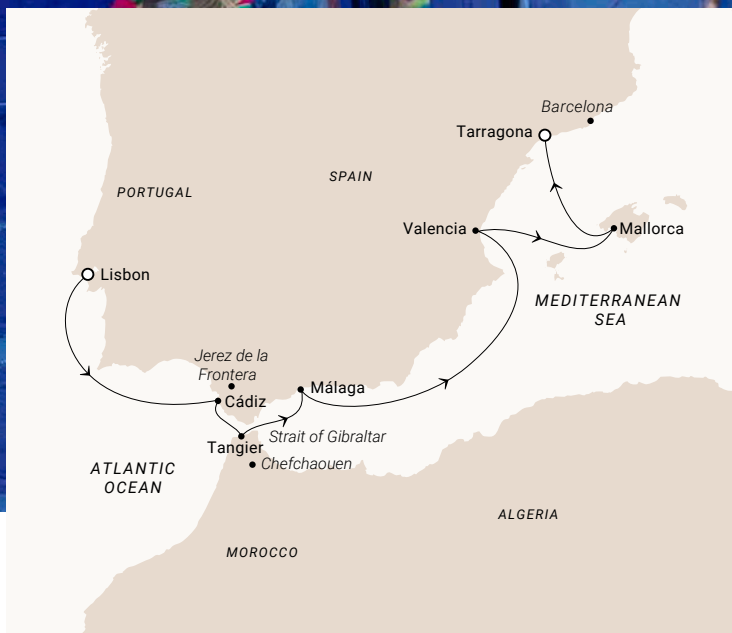 Barcelona
Tarragona
SPAIN
PORTUGAL
Valencia
Mallorca
Lisbon
MEDITERRANEAN
SEA
Jerez de la
Frontera
Málaga
Cádiz
Strait of Gibraltar
Tangier
Chefchaouen
ATLANTIC
OCEAN
ALGERIA
MOROCCO